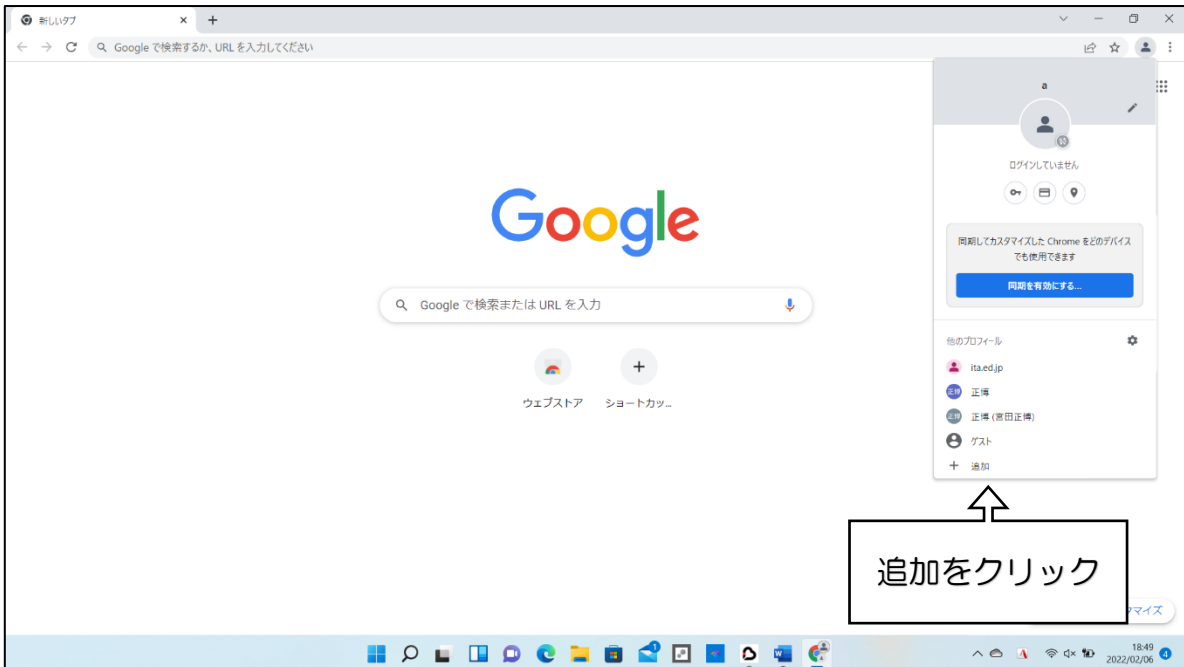 新しいタブ
Google で検索するか、URL を入力してください
a
ログインしていません
Google
同期してカスタマイズした Chrome をどのデバイス
でも使用できます
同期を有効にする...
Google で検索または URL を入力
他のプロフィール
ita.ed.jp
正博 正博
正博 正博 (宮田正博)
ゲスト
追加
ウェブストア
ショートカッ...
追加をクリック
マイズ
18:49
2022/02/06
4